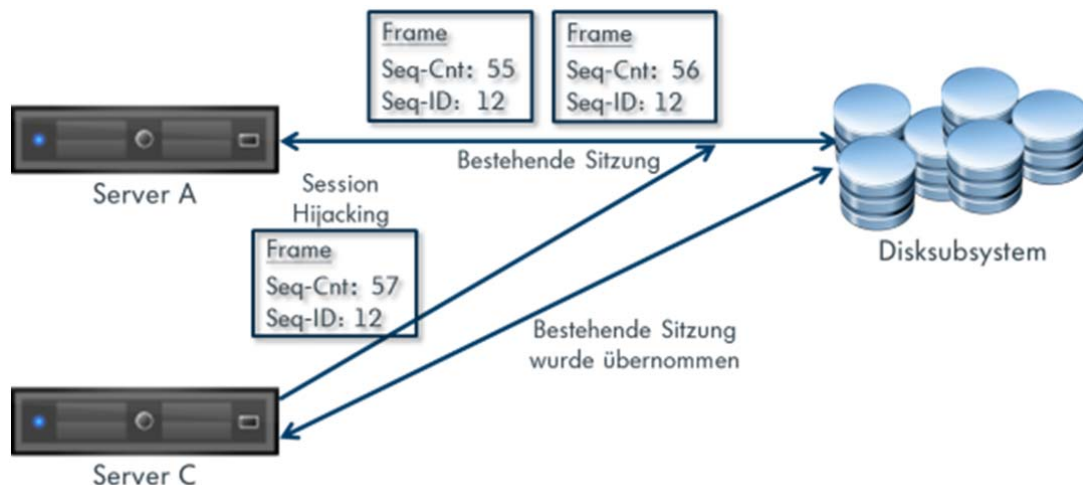 Frame
Seq-Cnt: 55
Seq-ID: 12
Frame
Seq-Cnt: 56
Seq-ID: 12
Bestehende Sitzung
Server A
Session
Hijacking
Frame
Seq-Cnt: 57
Seq-ID: 12
Disksubsystem
Bestehende Sitzung
wurde übernommen
Server C